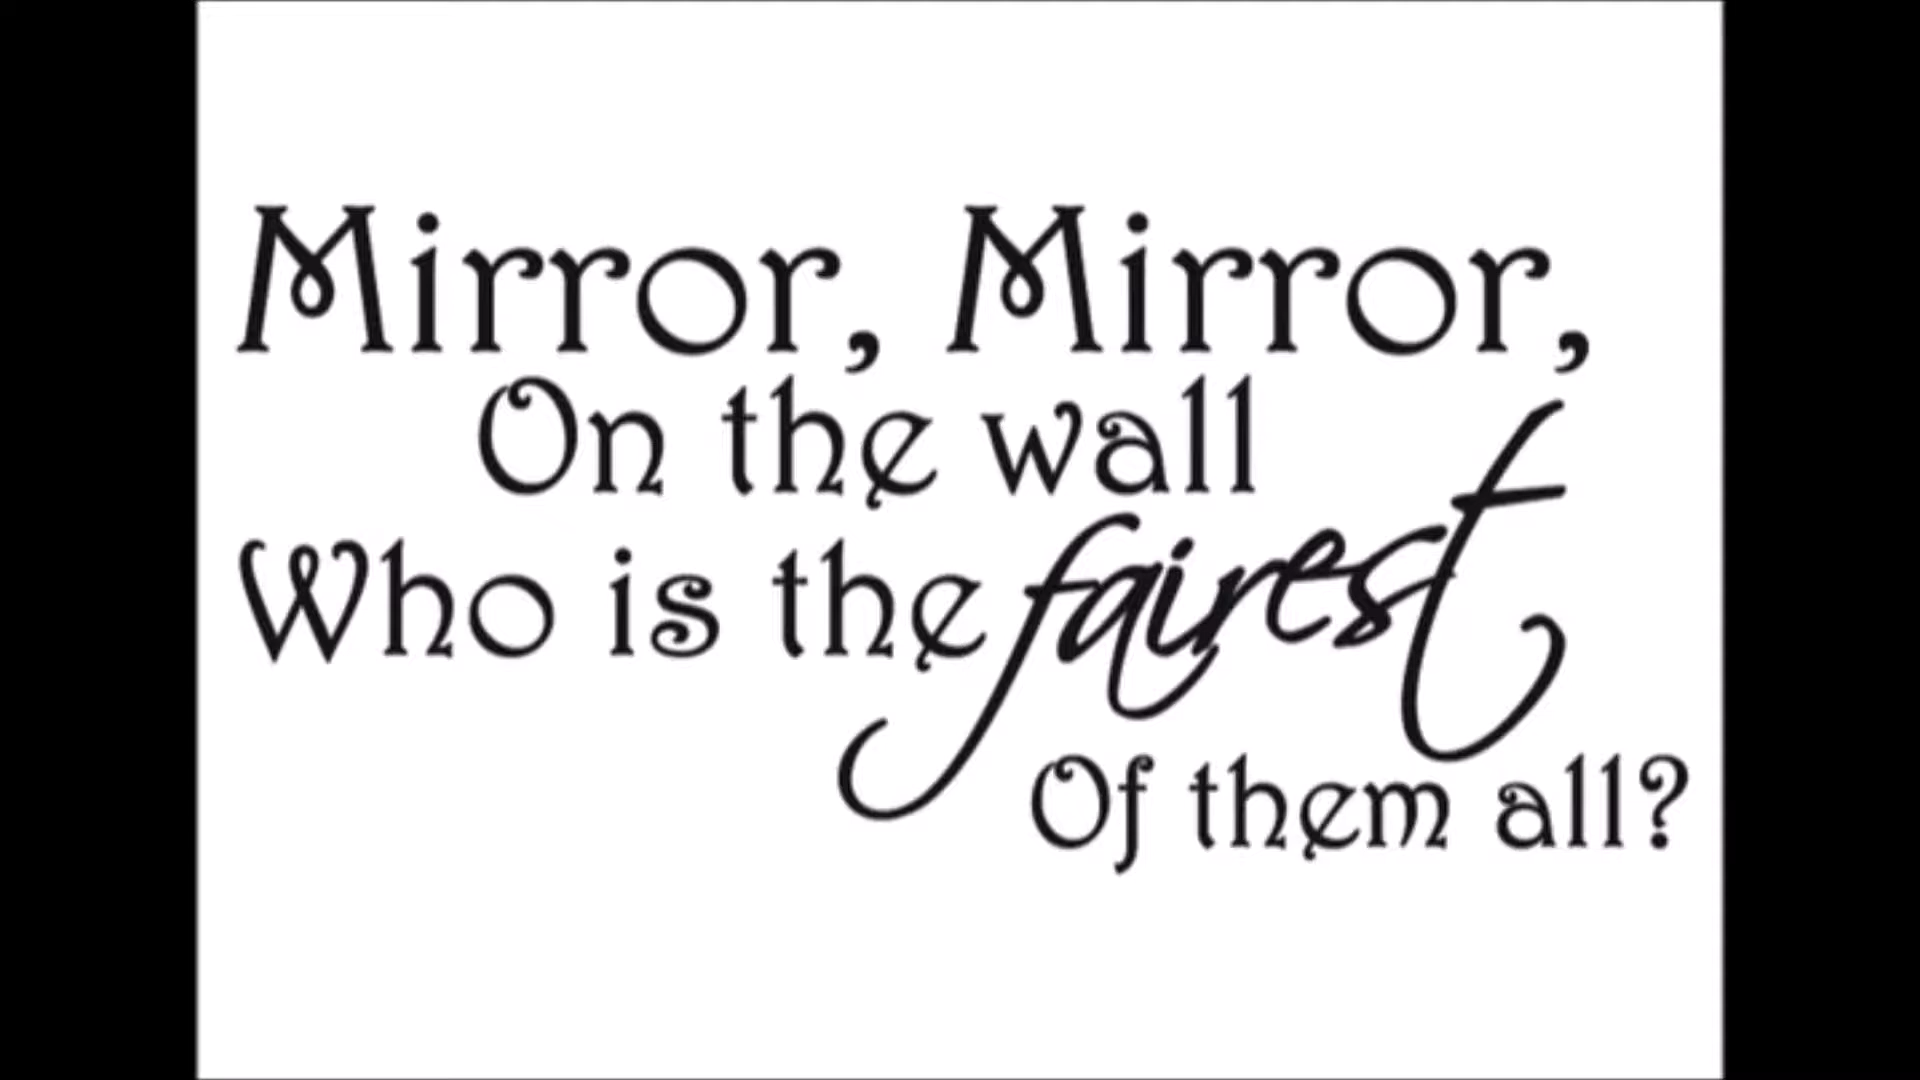 Mirror, Mirror,
On the wall
Who is the fairest
Of them all?